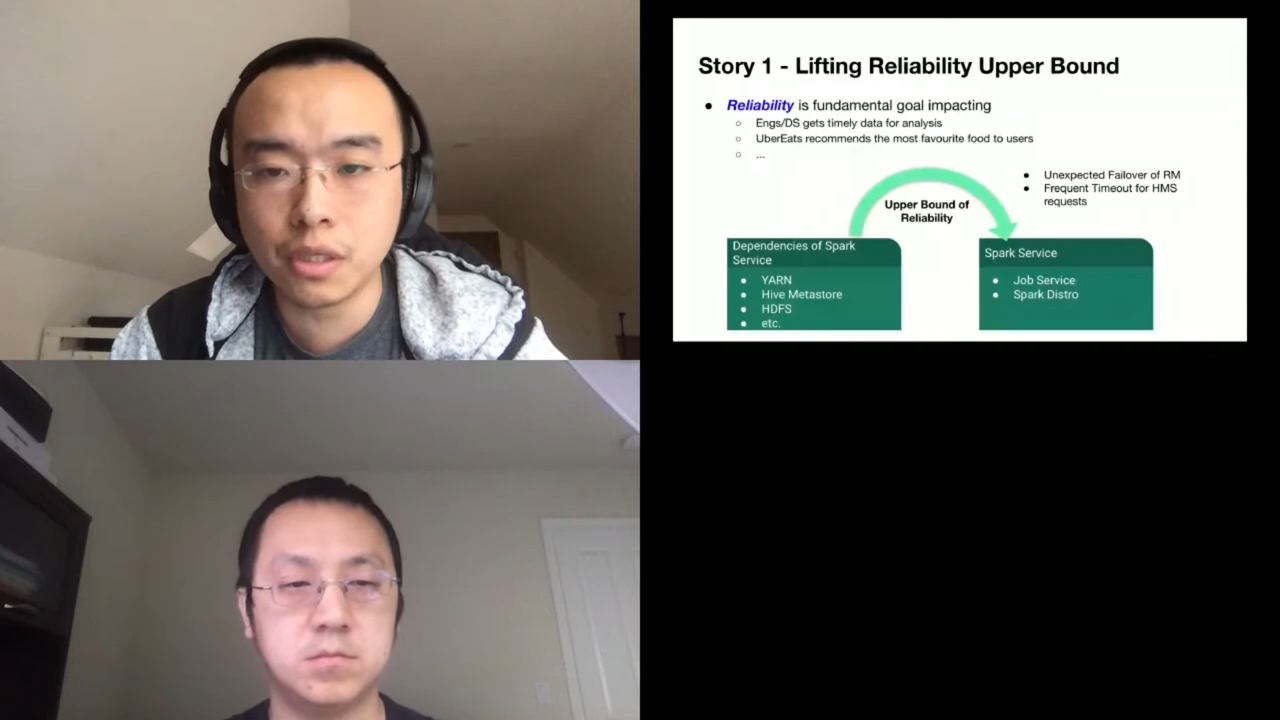 Story 1 - Lifting Reliability Upper Bound
● Reliability is fundamental goal impacting
○ Engs/DS gets timely data for analysis
○ UberEats recommends the most favourite food to users
○ ...
● Unexpected Failover of RM
● Frequent Timeout for HMS
requests
Upper Bound of
Reliability
Dependencies of Spark
Service
● YARN
● Hive Metastore
● HDFS
● etc.
Spark Service
● Job Service
● Spark Distro